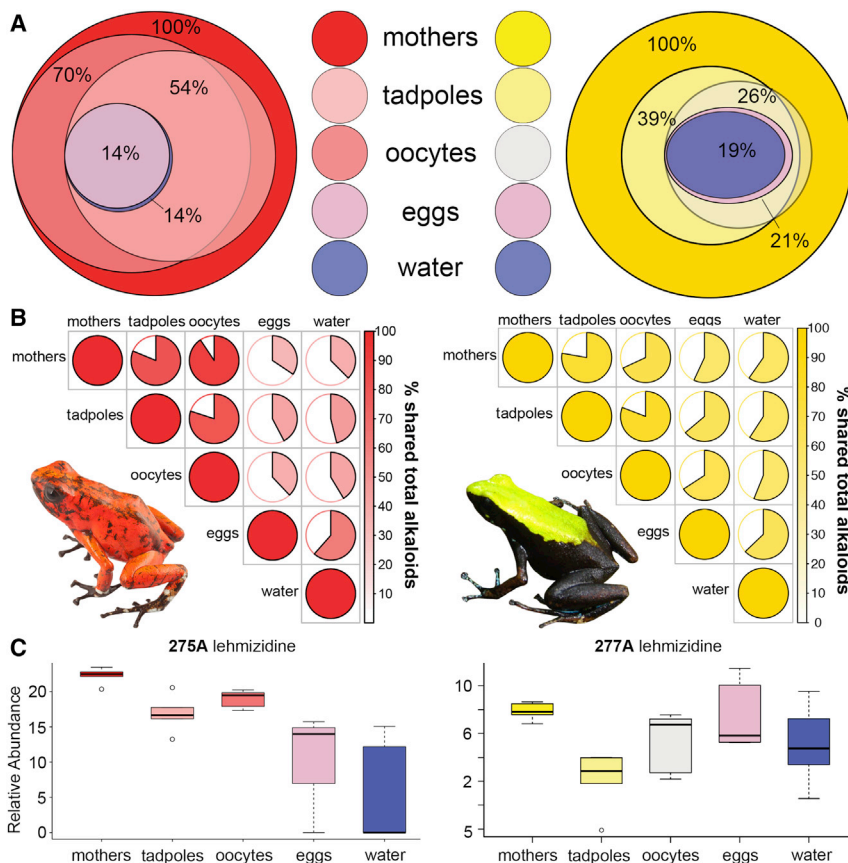 A
100%
70%
54%
14%
14%
mothers
tadpoles
oocytes
eggs
water
100%
26%
39%
19%
21%
B
mothers tadpoles oocytes eggs water
mothers
tadpoles
oocytes
eggs
water
100
90
80
70
60
50
40
30
20
10
% shared total alkaloids
mothers tadpoles oocytes eggs water
mothers
tadpoles
oocytes
eggs
water
100
90
80
70
60
50
40
30
20
10
0
% shared total alkaloids
C
275A lehmizidine
Relative Abundance
20
15
10
5
0
mothers tadpoles oocytes eggs water
277A lehmizidine
10
6
2
5
mothers tadpoles oocytes eggs water